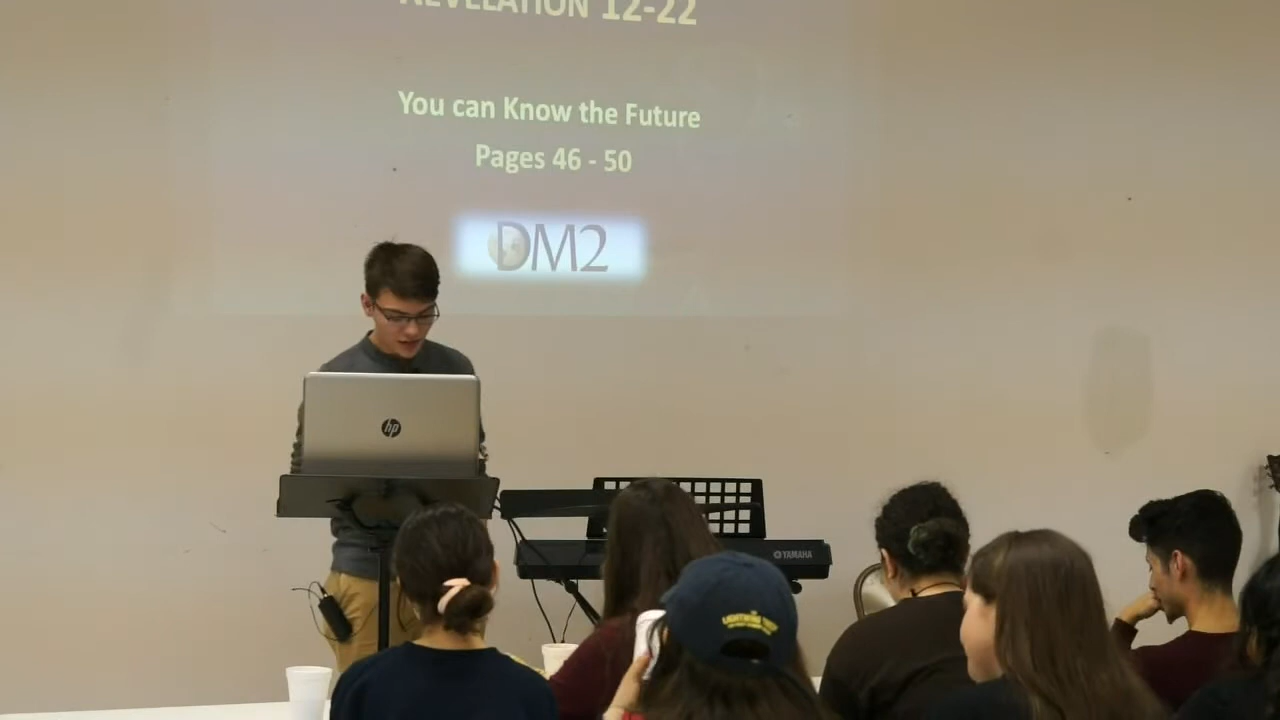 REVELATION 12-22
You can Know the Future
Pages 46 - 50
DM2
hp
YAMAHA